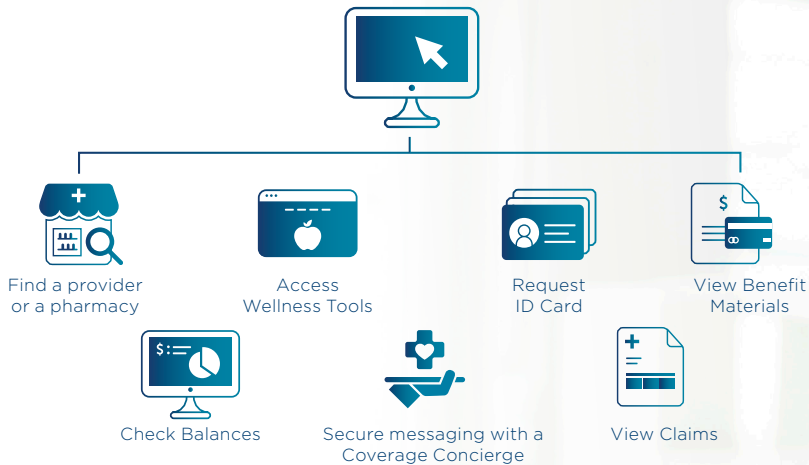 Find a provider
or a pharmacy
Access
Wellness Tools
Request
ID Card
$
View Benefit
Materials
$:
Check Balances
Secure messaging with a
Coverage Concierge
View Claims